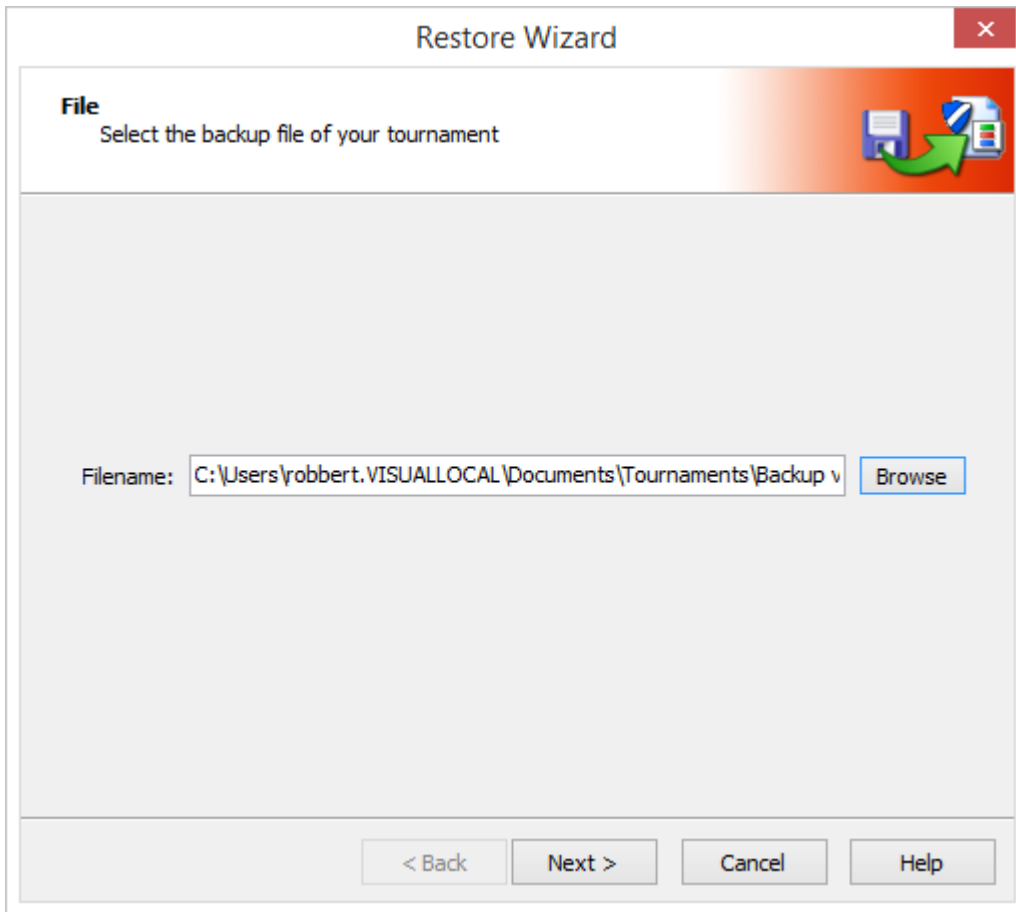 Restore Wizard
File
Select the backup file of your tournament
Filename: C:\Users\robbert.VISUALLOCAL\Documents\Tournaments\Backup v Browse
< Back Next > Cancel Help